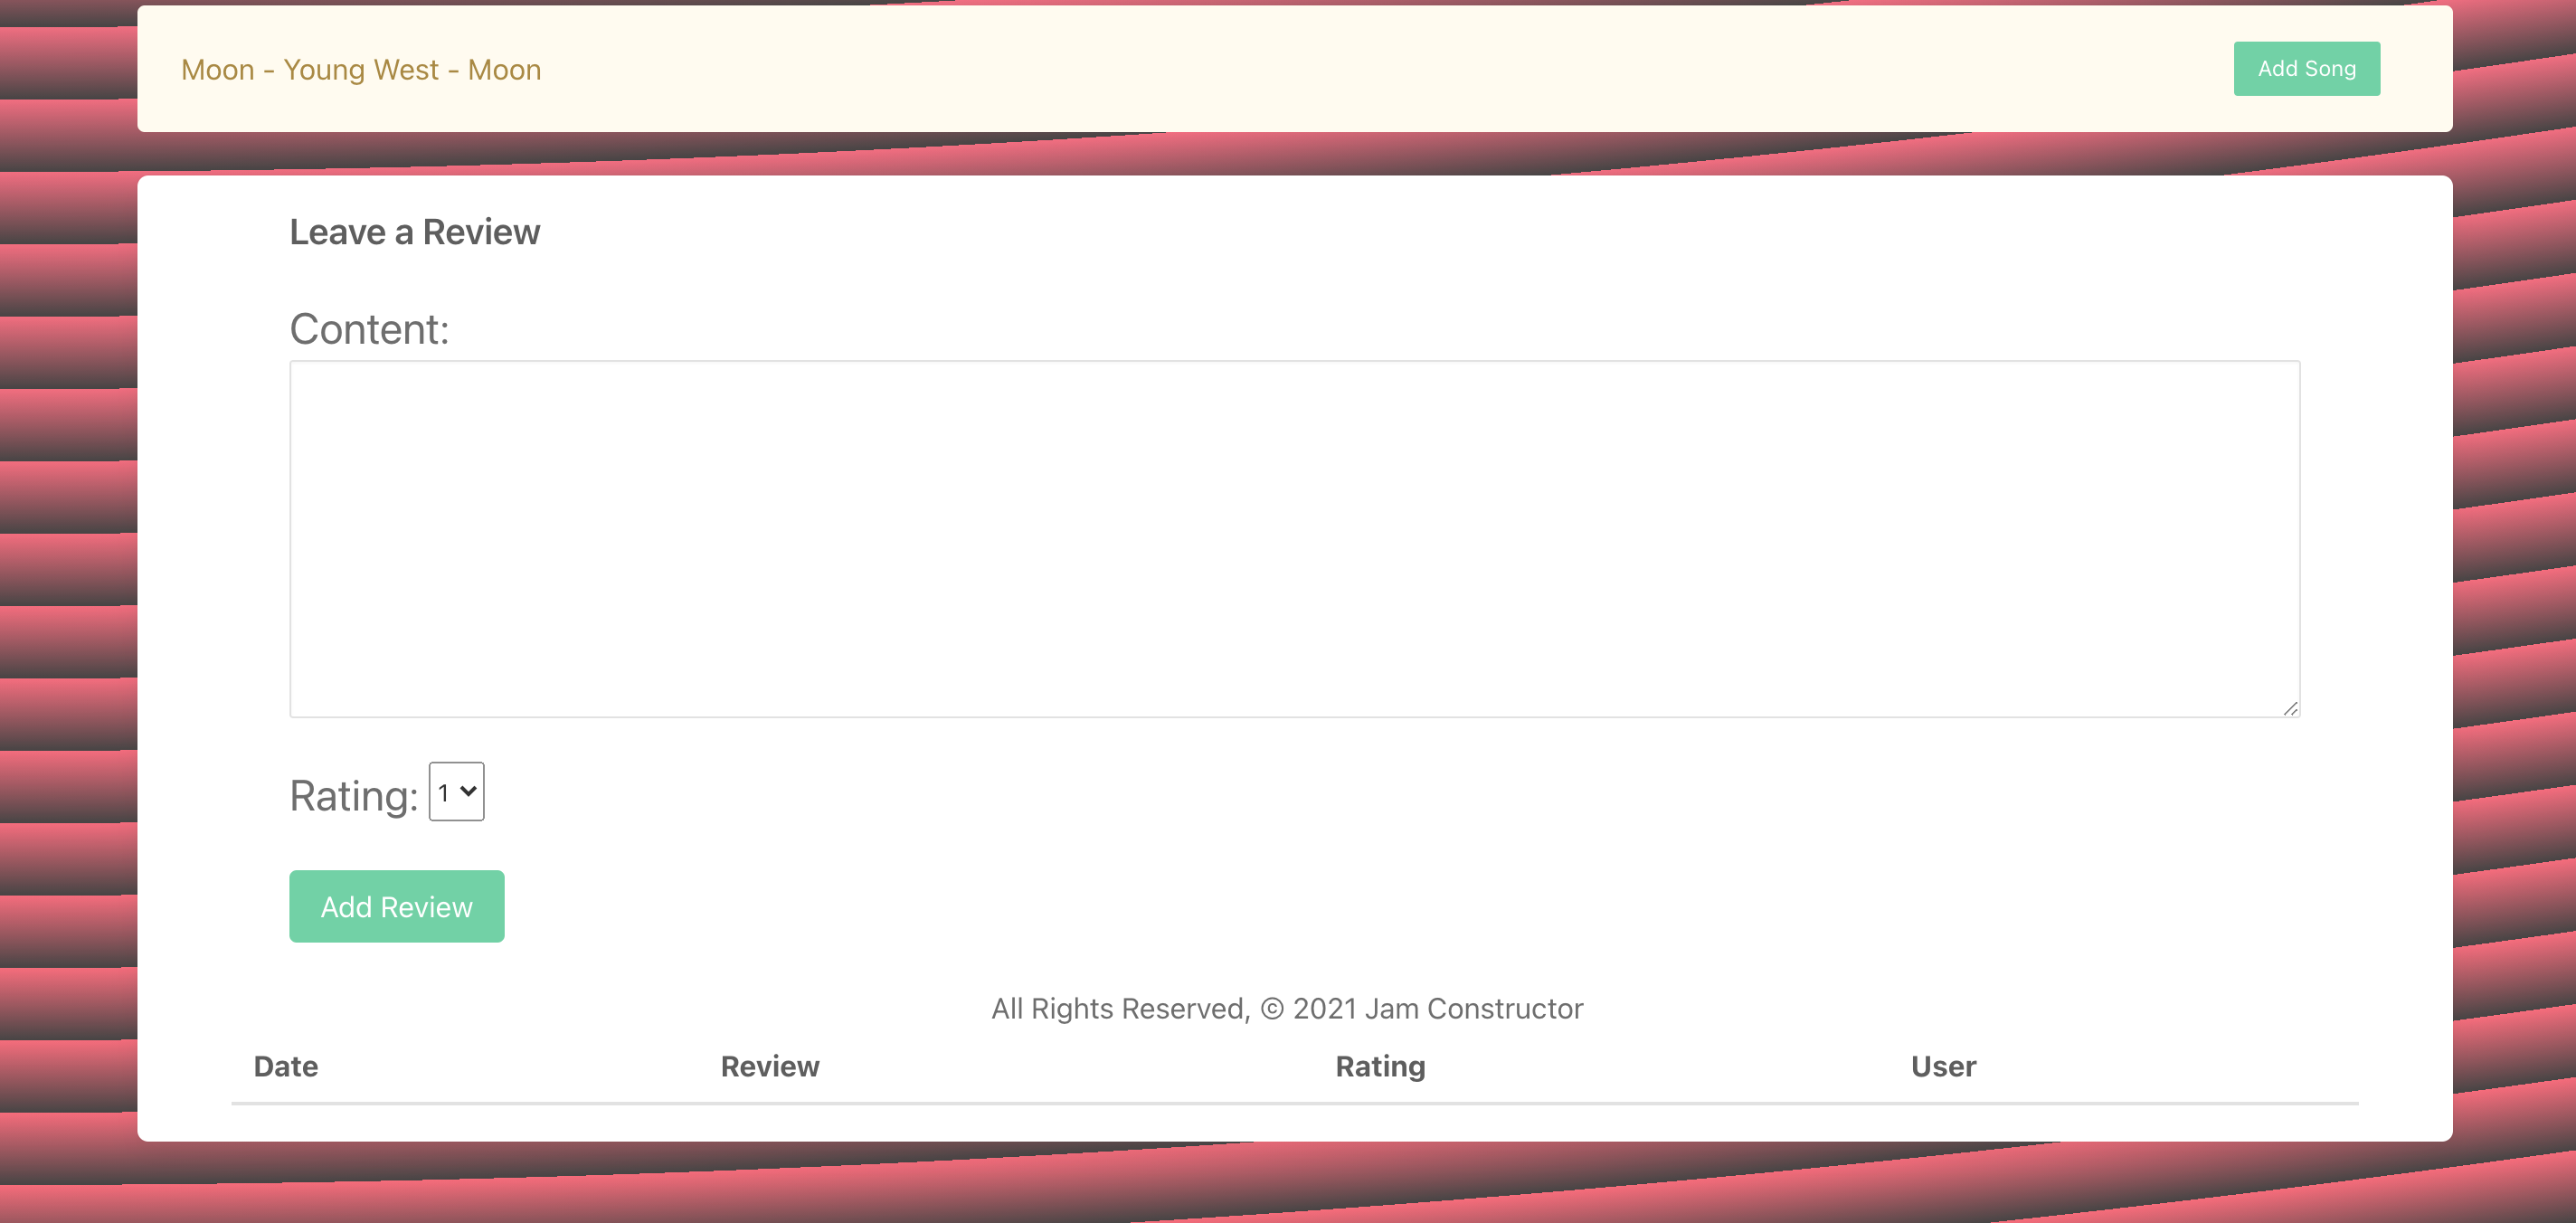 Moon - Young West - Moon
Add Song
Leave a Review
Content:
Rating: 1
Add Review
All Rights Reserved, © 2021 Jam Constructor
Date Review Rating User